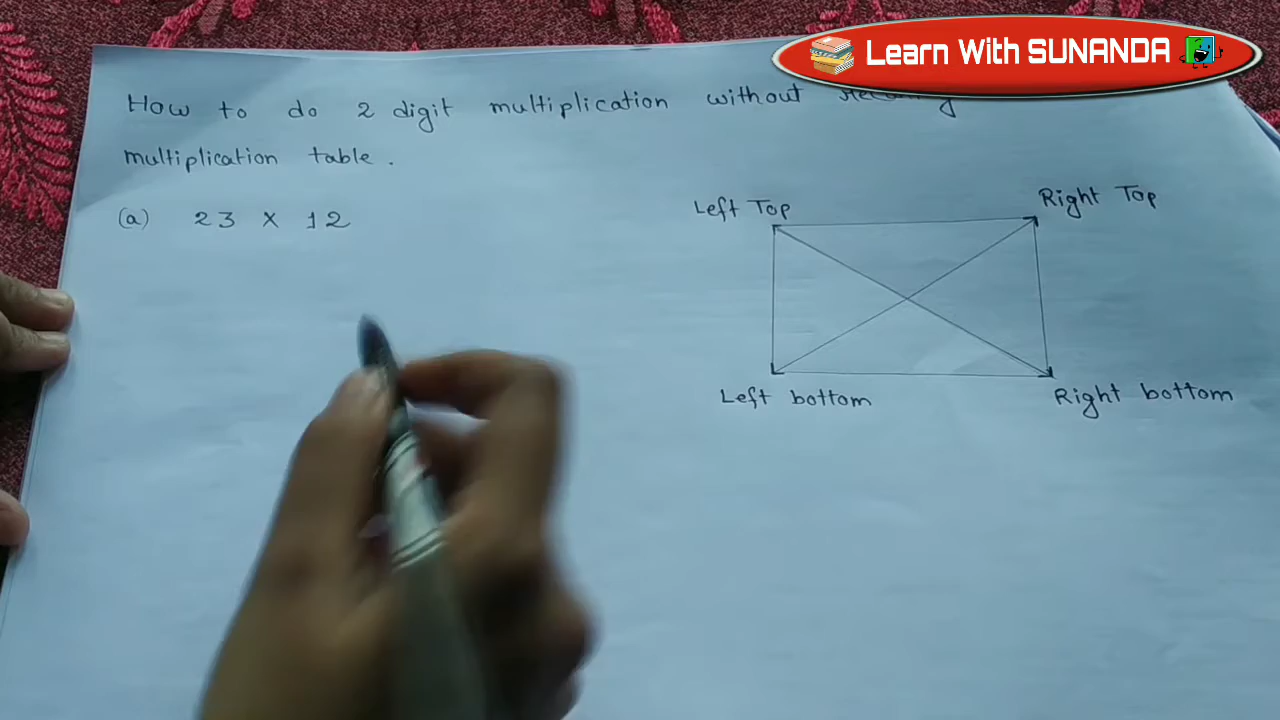 Learn With SUNANDA
How to do 2 digit multiplication without
multiplication table.
(a) 23 X 12
Left Top
Right Top
Left bottom
Right bottom